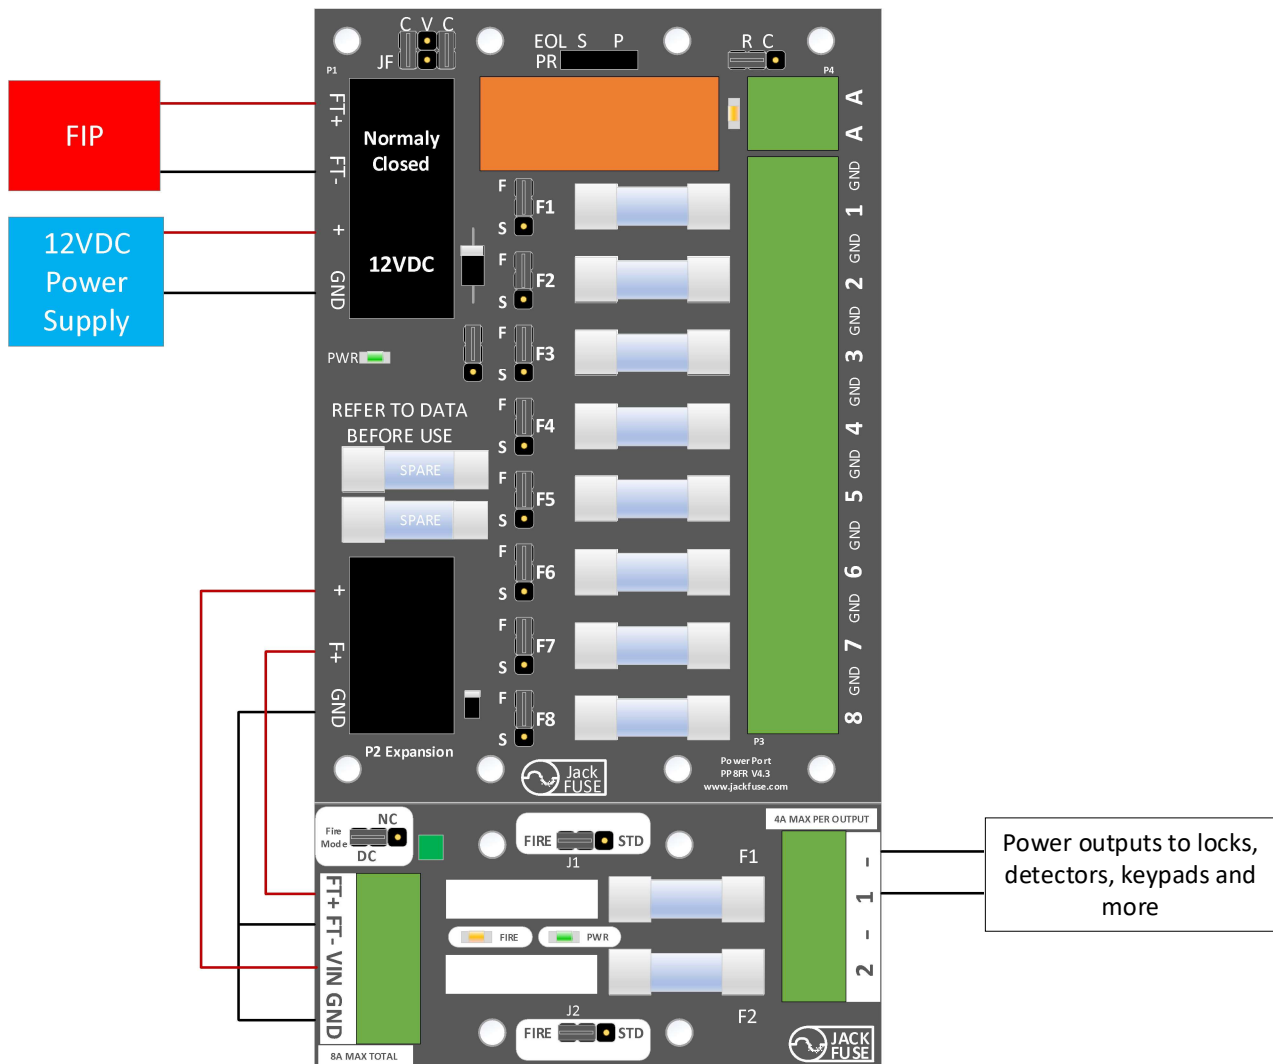 C V C
JF
EOL S P
PR
R C
P1
P4
FIP
FT+
FT-
+
GND
Normaly
Closed
12VDC
12VDC
Power
Supply
A
A
GND
1
GND
2
GND
3
GND
4
GND
5
GND
6
GND
7
GND
8
F
S
F1
F
S
F2
F
S
F3
F
S
F4
F
S
F5
F
S
F6
F
S
F7
F
S
F8
PWR
REFER TO DATA
BEFORE USE
SPARE
SPARE
+
F+
GND
P2 Expansion
Jack
FUSE
P3
Power Port
PP8FR V4.3
www.jackfuse.com
NC
Fire
Mode
DC
FIRE STD
J1
4A MAX PER OUTPUT
F1
FT+ FT- VIN GND
FIRE
PWR
-
1
-
2
Power outputs to locks,
detectors, keypads and
more
J2
FIRE STD
F2
8A MAX TOTAL
JACK
FUSE